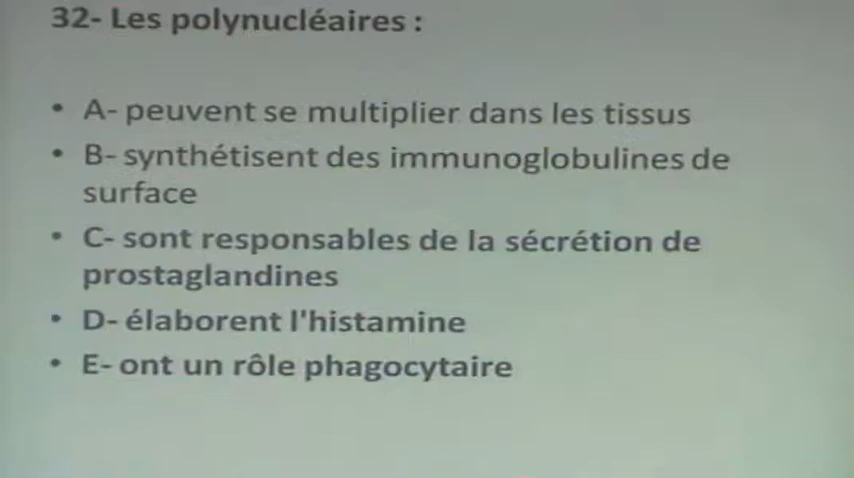 32- Les polynucléaires :
• A- peuvent se multiplier dans les tissus
• B- synthétisent des immunoglobulines de
surface
• C- sont responsables de la sécrétion de
prostaglandines
• D- élaborent l'histamine
• E- ont un rôle phagocytaire